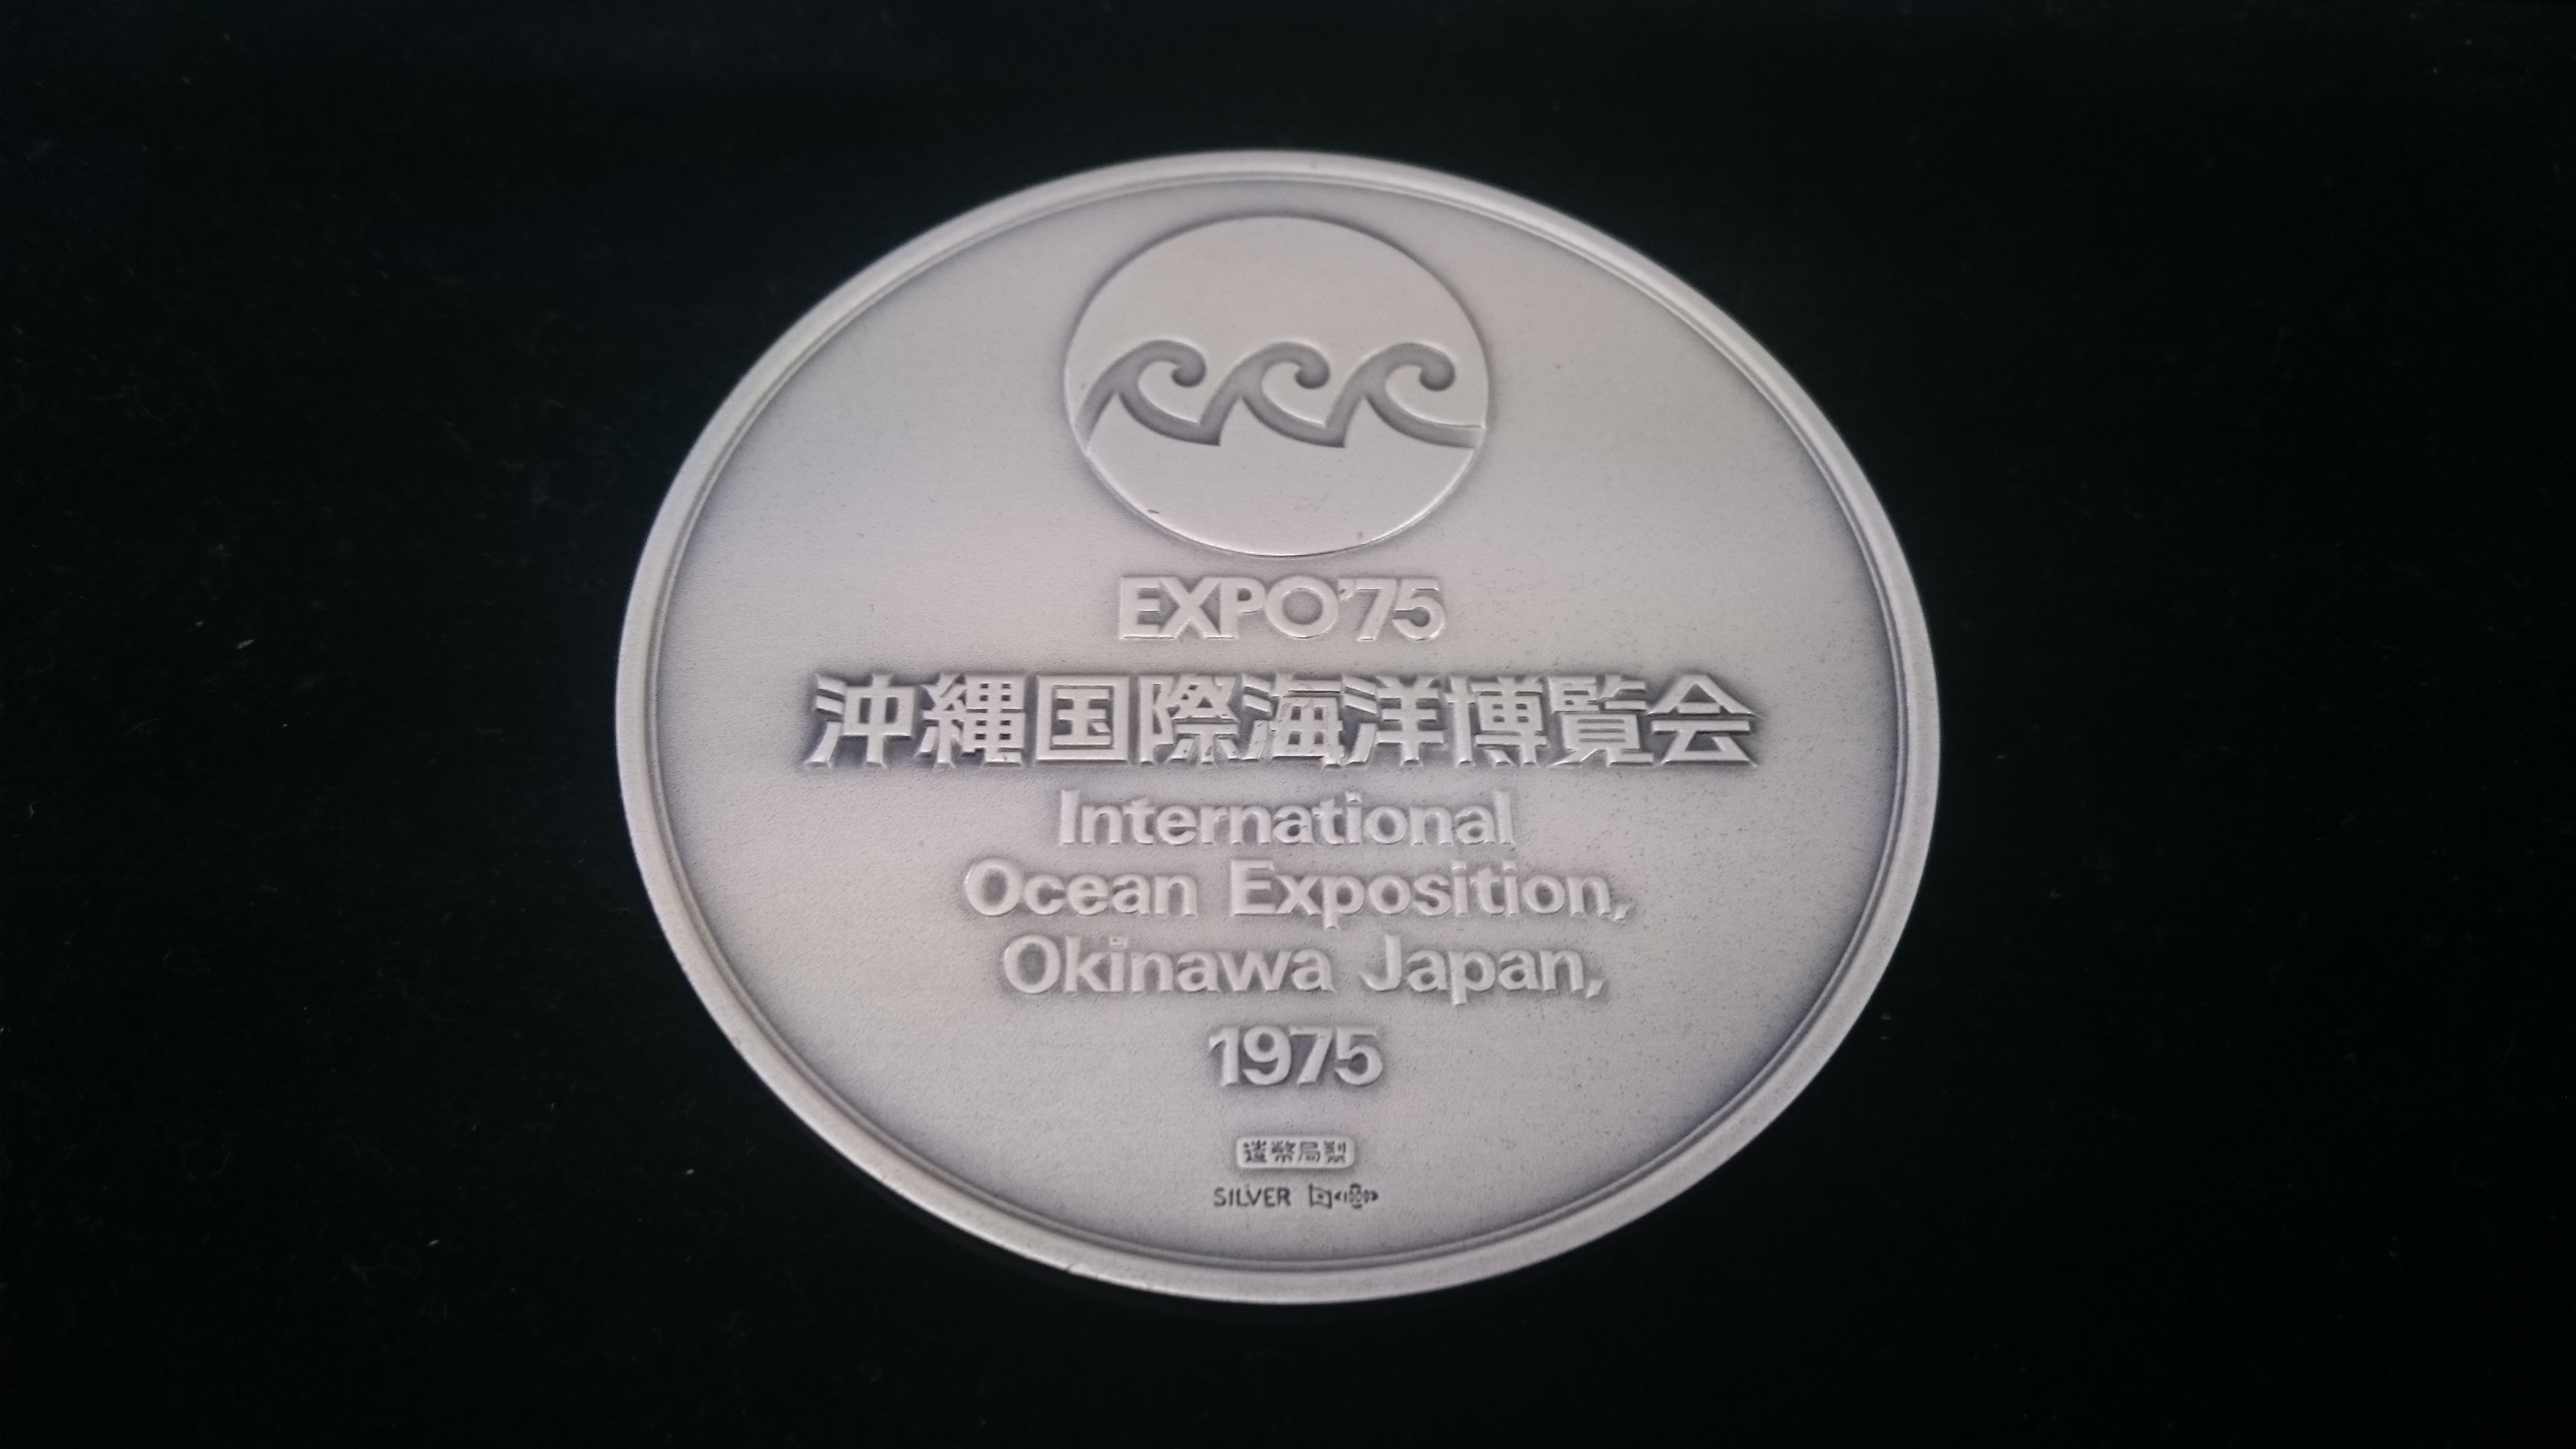 EXPO'75
沖縄国際海洋博覧会
International
Ocean Exposition,
Okinawa Japan,
1975
造幣局製
SILVER